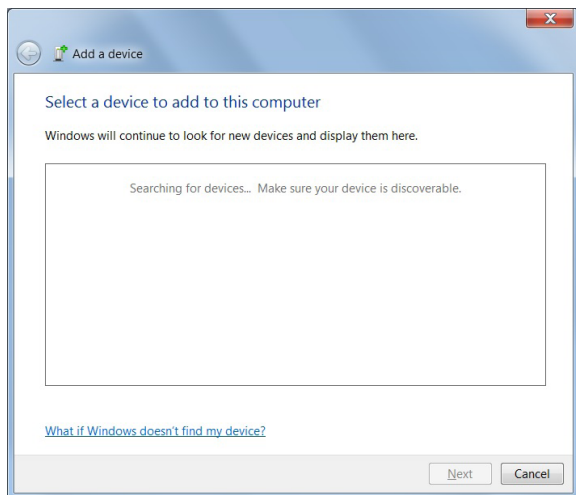 Add a device
Select a device to add to this computer
Windows will continue to look for new devices and display them here.
Searching for devices... Make sure your device is discoverable.
What if Windows doesn't find my device?
Next
Cancel